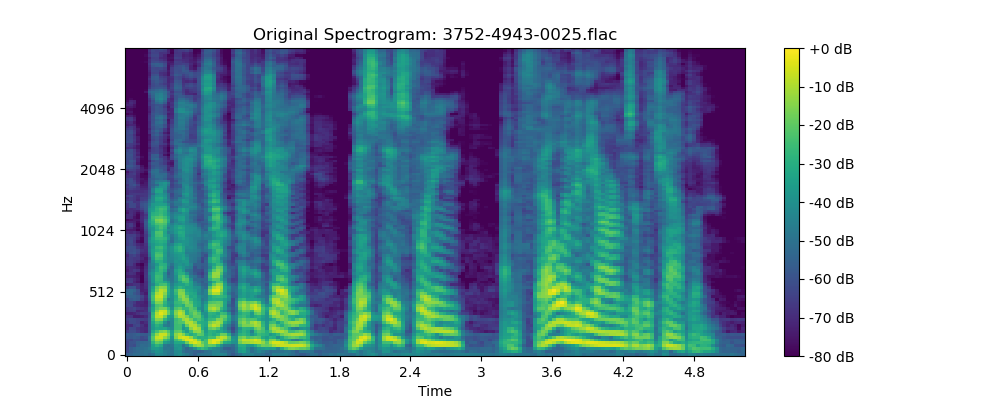 Original Spectrogram: 3752-4943-0025.flac
Hz
4096
2048
1024
512
0
0 0.6 1.2 1.8 2.4 3 3.6 4.2 4.8
Time
+0 dB
-10 dB
-20 dB
-30 dB
-40 dB
-50 dB
-60 dB
-70 dB
-80 dB